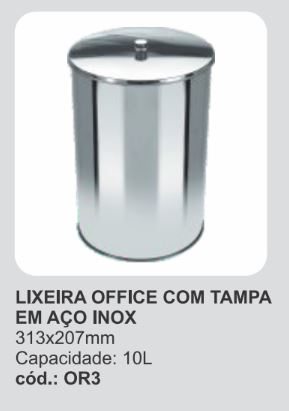 LIXEIRA OFFICE COM TAMPA
EM AÇO INOX
313x207mm
Capacidade: 10L
cód.: OR3